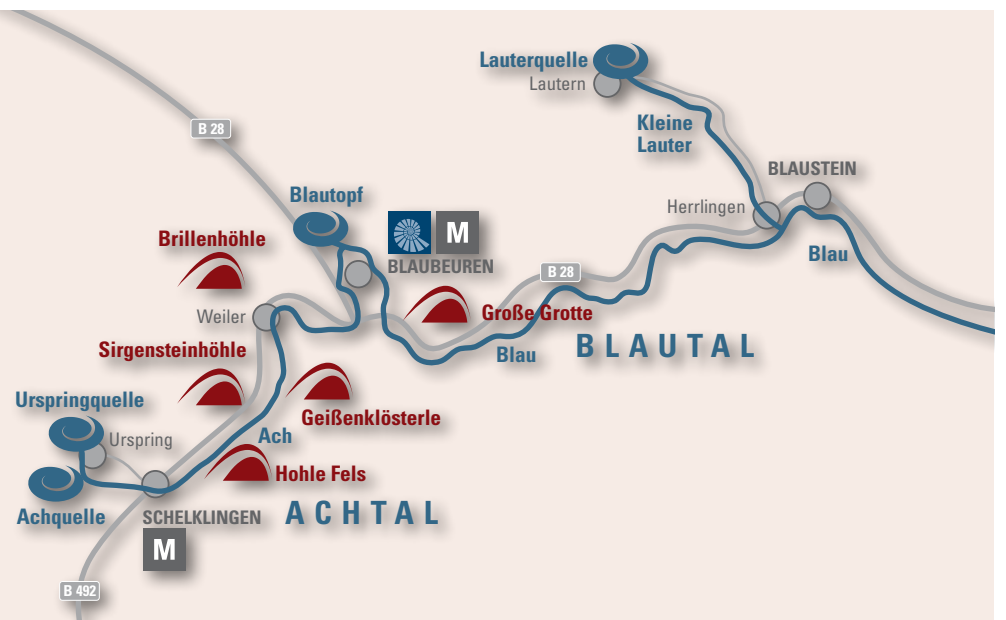 Lauterquelle
Lautern
Kleine
Lauter
B 28
BLAUSTEIN
Blautopf
Herrlingen
M
Brillenhöhle
Blau
BLAUBEUREN
B 28
Große Grotte
Weiler
BLAUTAL
Sirgensteinhöhle
Blau
Urspringquelle
Geißenklösterle
Urspring
Ach
Hohle Fels
Achquelle
SCHELKLINGEN
ACHTAL
M
B 492